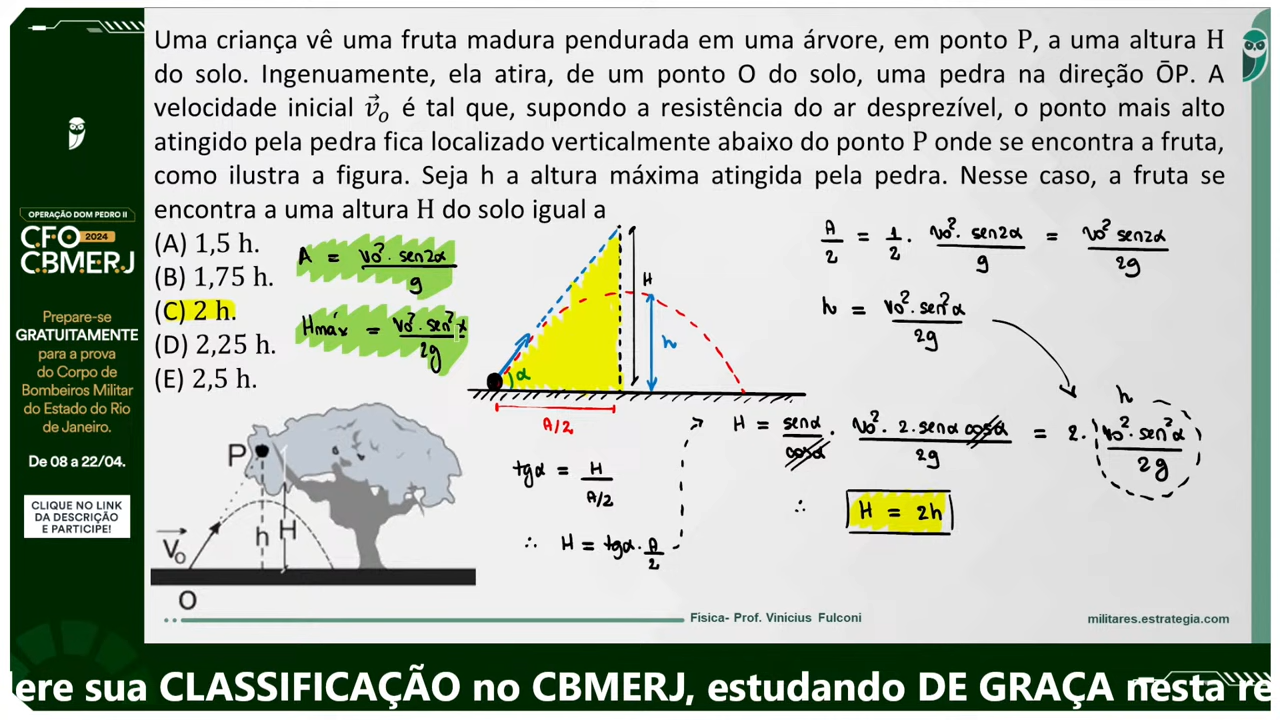 Uma criança vê uma fruta madura pendurada em uma árvore, em ponto P, a uma altura H
do solo. Ingenuamente, ela atira, de um ponto O do solo, uma pedra na direção ŌP. A
velocidade inicial v⃗ₒ é tal que, supondo a resistência do ar desprezível, o ponto mais alto
atingido pela pedra fica localizado verticalmente abaixo do ponto P onde se encontra a fruta,
como ilustra a figura. Seja h a altura máxima atingida pela pedra. Nesse caso, a fruta se
encontra a uma altura H do solo igual a
(A) 1,5 h.
(B) 1,75 h.
(C) 2 h.
(D) 2,25 h.
(E) 2,5 h.
A = vo². sen2α / g
Hmáx = vo². sen²α / 2g
H
h
α
A/2
A/2 = 1/2 . vo². sen2α / g = vo² sen2α / 2g
h = vo². sen²α / 2g
h
H = senα / cosα . vo². 2. senα cosα / 2g = 2. vo². sen²α / 2g
tgα = H / A/2
∴ H = tgα. A/2
∴ H = 2h
P
H
h
V⃗o
O
OPERAÇÃO DOM PEDRO II
CFO 2024
CBMERJ
Prepare-se
GRATUITAMENTE
para a prova
do Corpo de
Bombeiros Militar
do Estado do Rio
de Janeiro.
De 08 a 22/04.
CLIQUE NO LINK
DA DESCRIÇÃO
E PARTICIPE!
Física- Prof. Vinícius Fulconi
militares.estrategia.com
sua CLASSIFICAÇÃO no CBMERJ, estudando DE GRAÇA nesta